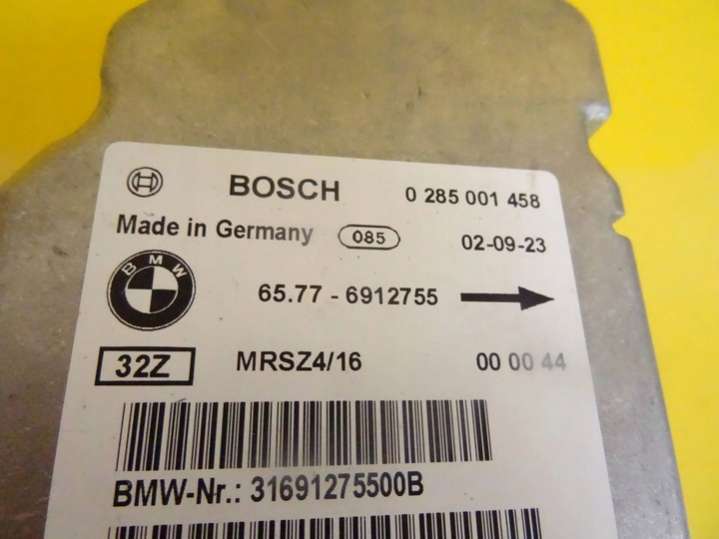 BOSCH 0 285 001 458
Made in Germany 085 02-09-23
BMW
65.77 - 6912755
32Z MRSZ4/16 00 00 44
BMW-Nr.: 31691275500B